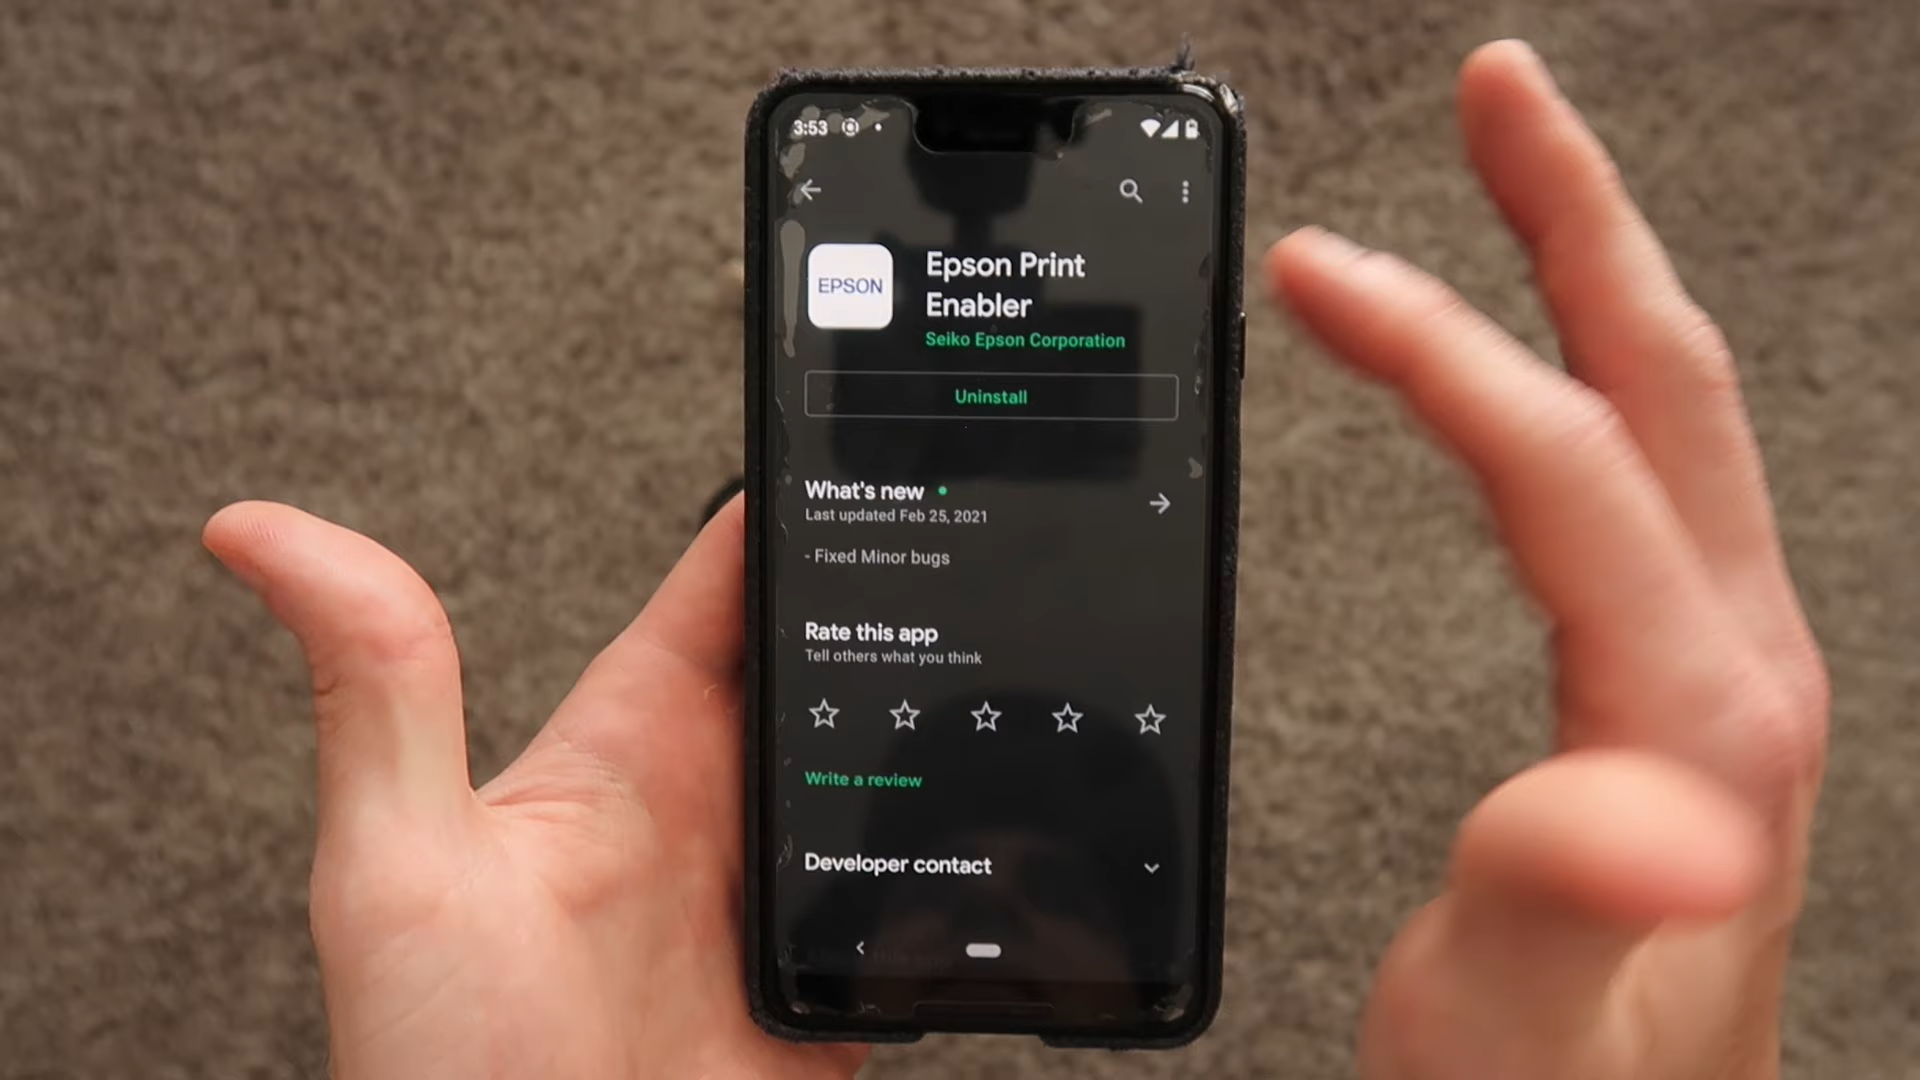 3:53
EPSON
Epson Print
Enabler
Seiko Epson Corporation
Uninstall
What's new
Last updated Feb 25, 2021
- Fixed Minor bugs
Rate this app
Tell others what you think
Write a review
Developer contact